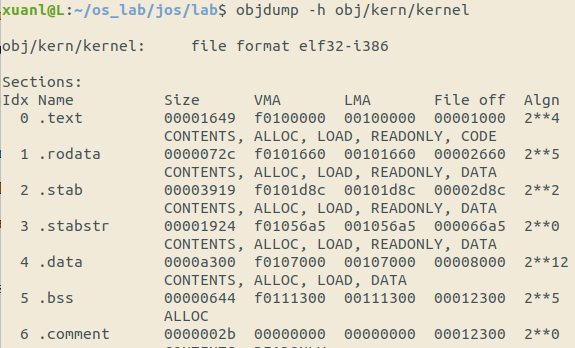 xuanl@L:~/os_lab/jos/lab$ objdump -h obj/kern/kernel
obj/kern/kernel:     file format elf32-i386
Sections:
Idx Name          Size      VMA       LMA       File off  Algn
  0 .text         00001649  f0100000  00100000  00001000  2**4
                  CONTENTS, ALLOC, LOAD, READONLY, CODE
  1 .rodata       0000072c  f0101660  00101660  00002660  2**5
                  CONTENTS, ALLOC, LOAD, READONLY, DATA
  2 .stab         00003919  f0101d8c  00101d8c  00002d8c  2**2
                  CONTENTS, ALLOC, LOAD, READONLY, DATA
  3 .stabstr      00001924  f01056a5  001056a5  000066a5  2**0
                  CONTENTS, ALLOC, LOAD, READONLY, DATA
  4 .data         0000a300  f0107000  00107000  00008000  2**12
                  CONTENTS, ALLOC, LOAD, DATA
  5 .bss          00000644  f0111300  00111300  00012300  2**5
                  ALLOC
  6 .comment      0000002b  00000000  00000000  00012300  2**0